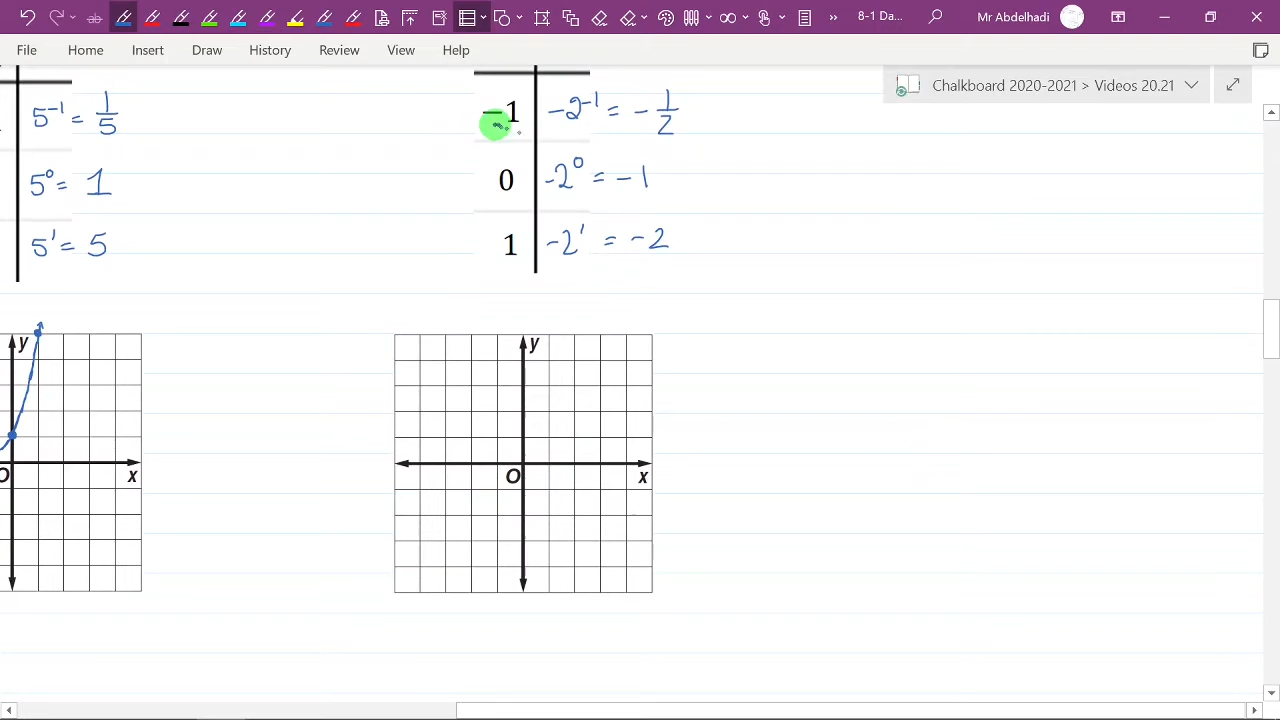 8-1 Da...
Mr Abdelhadi
File Home Insert Draw History Review View Help
Chalkboard 2020-2021 > Videos 20.21
5⁻¹ = 1/5
5⁰ = 1
5¹ = 5
−1 -2⁻¹ = - 1/2
0 -2⁰ = -1
1 -2¹ = -2
y
O
x
y
O
x